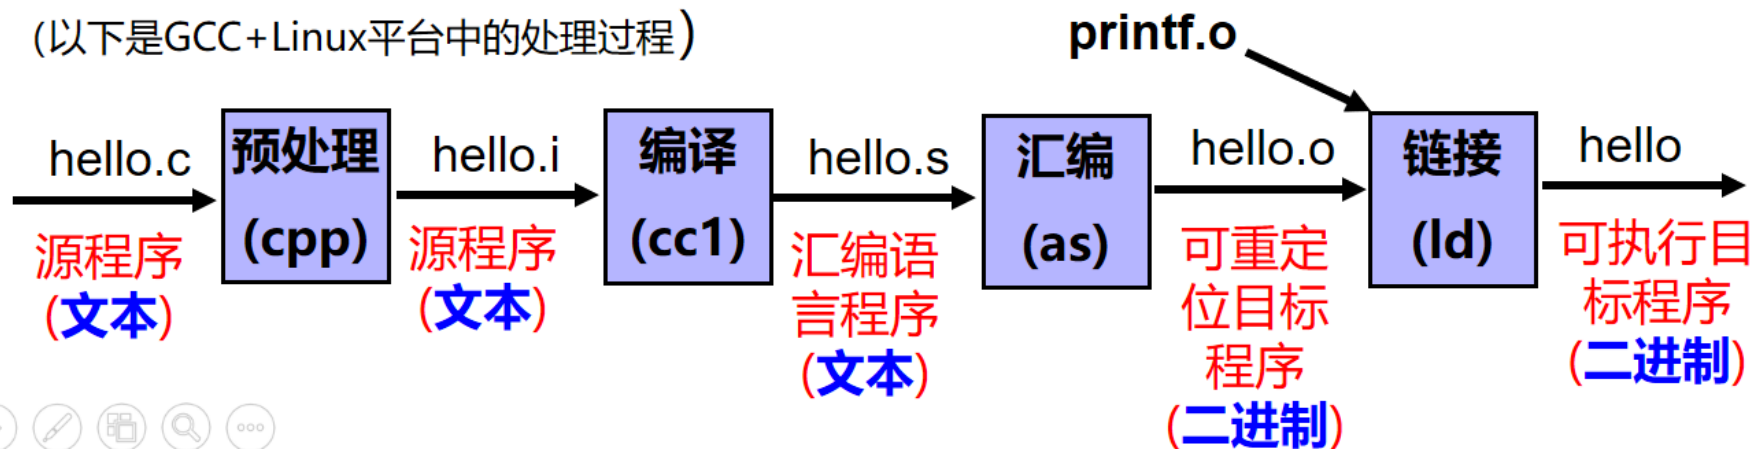 (以下是GCC+Linux平台中的处理过程)
printf.o
hello.c
预处理
(cpp)
hello.i
编译
(cc1)
hello.s
汇编
(as)
hello.o
链接
(ld)
hello
源程序
(文本)
源程序
(文本)
汇编语
言程序
(文本)
可重定
位目标
程序
(二进制)
可执行目
标程序
(二进制)